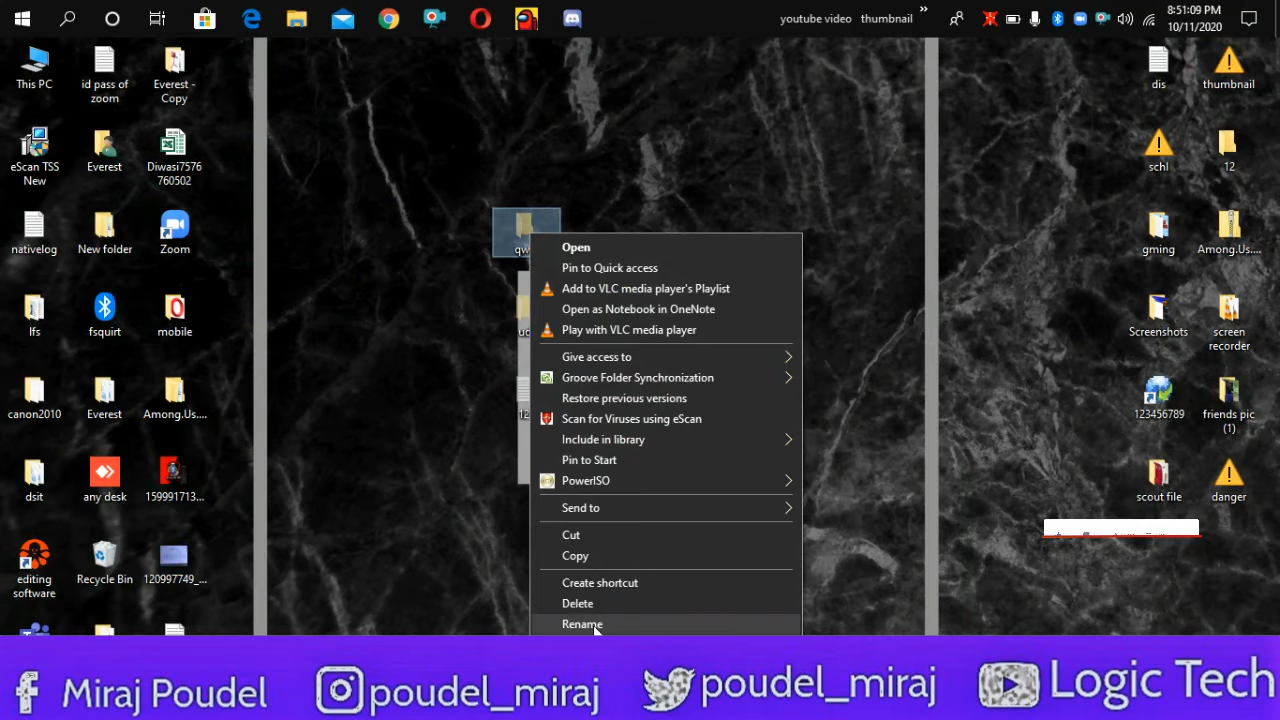 youtube video
thumbnail
»
8:51:09 PM
10/11/2020
This PC
id pass of
zoom
Everest -
Copy
eScan TSS
New
Everest
Diwasi7576
760502
nativelog
New folder
Zoom
lfs
fsquirt
mobile
canon2010
Everest
Among.Us....
dsit
any desk
159991713...
editing
software
Recycle Bin
120997749_...
Open
Pin to Quick access
Add to VLC media player's Playlist
Open as Notebook in OneNote
Play with VLC media player
Give access to
Groove Folder Synchronization
Restore previous versions
Scan for Viruses using eScan
Include in library
Pin to Start
PowerISO
Send to
Cut
Copy
Create shortcut
Delete
Rename
dis
thumbnail
schl
12
gming
Among.Us....
Screenshots
screen
recorder
123456789
friends pic
(1)
scout file
danger
Miraj Poudel
poudel_miraj
poudel_miraj
Logic Tech